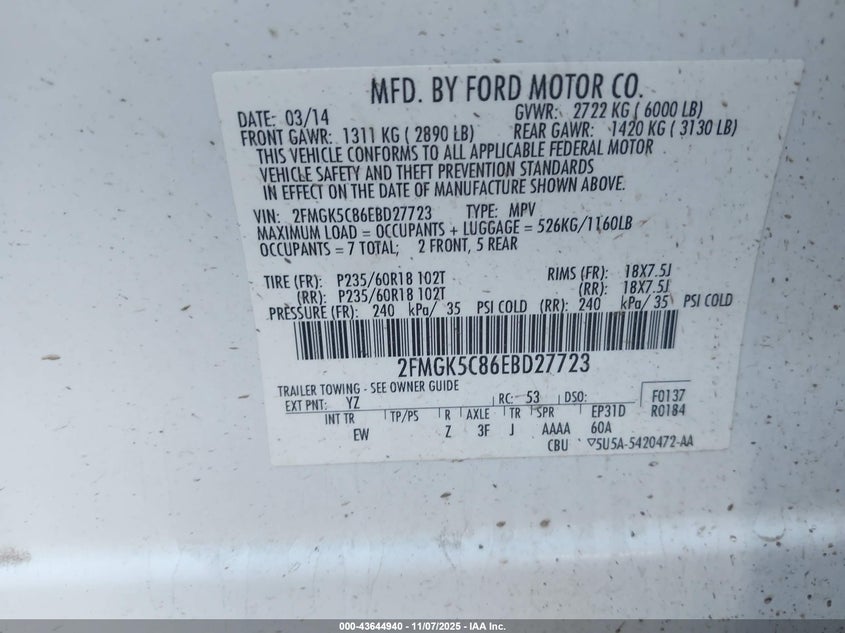 MFD. BY FORD MOTOR CO.
DATE: 03/14 GVWR: 2722 KG ( 6000 LB)
FRONT GAWR: 1311 KG ( 2890 LB) REAR GAWR: 1420 KG ( 3130 LB)
THIS VEHICLE CONFORMS TO ALL APPLICABLE FEDERAL MOTOR
VEHICLE SAFETY AND THEFT PREVENTION STANDARDS
IN EFFECT ON THE DATE OF MANUFACTURE SHOWN ABOVE.
VIN: 2FMGK5C86EBD27723 TYPE: MPV
MAXIMUM LOAD = OCCUPANTS + LUGGAGE = 526KG/1160LB
OCCUPANTS = 7 TOTAL; 2 FRONT, 5 REAR
TIRE (FR): P235/60R18 102T RIMS (FR): 18X7.5J
(RR): P235/60R18 102T (RR): 18X7.5J
PRESSURE (FR): 240 kPa/ 35 PSI COLD (RR): 240 kPa/ 35 PSI COLD
2FMGK5C86EBD27723
TRAILER TOWING - SEE OWNER GUIDE
EXT PNT: YZ RC: 53 DSO: F0137
INT TR TP/PS R AXLE TR SPR EP31D R0184
EW Z 3F J AAAA 60A
CBU ▽5U5A-5420472-AA
000-43644940 - 11/07/2025 - IAA Inc.